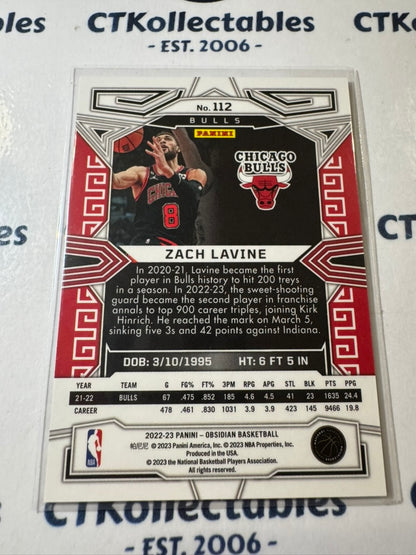 CTKollectables
- EST. 2006 -
No. 112
BULLS
PANINI
CHICAGO
BULLS
BULLS
8
ZACH LAVINE
In 2020-21, Lavine became the first
player in Bulls history to hit 200 treys
in a season. In 2022-23, the sweet-shooting
guard became the second player in franchise
annals to top 900 career triples, joining Kirk
Hinrich. He reached the mark on March 5,
sinking five 3s and 42 points against Indiana.
DOB: 3/10/1995 HT: 6 FT 5 IN
YEAR TEAM G FG% FT% 3PM RPG APG STL BLK PTS PPG
21-22 BULLS 67 .475 .852 187 4.6 4.5 41 23 1635 24.4
CAREER 478 .461 .830 1031 3.9 3.9 423 145 9466 19.8
2022-23 PANINI – OBSIDIAN BASKETBALL
帕尼尼 © 2023 Panini America, Inc. © 2023 NBA Properties, Inc.
Produced in the USA.
© 2023 the National Basketball Players Association.
All rights reserved.
NBA
CTKollectables
- EST. 2006 -